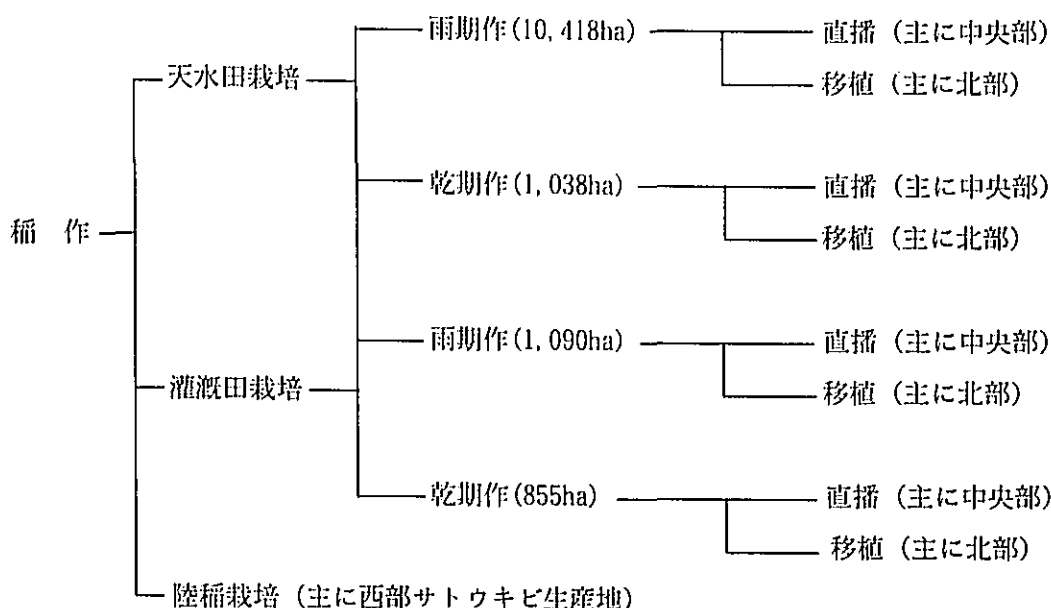 稲 作
天水田栽培
雨期作(10,418ha)
直播 (主に中央部)
移植 (主に北部)
乾期作(1,038ha)
直播 (主に中央部)
移植 (主に北部)
灌漑田栽培
雨期作(1,090ha)
直播 (主に中央部)
移植 (主に北部)
乾期作(855ha)
直播 (主に中央部)
移植 (主に北部)
陸稲栽培 (主に西部サトウキビ生産地)